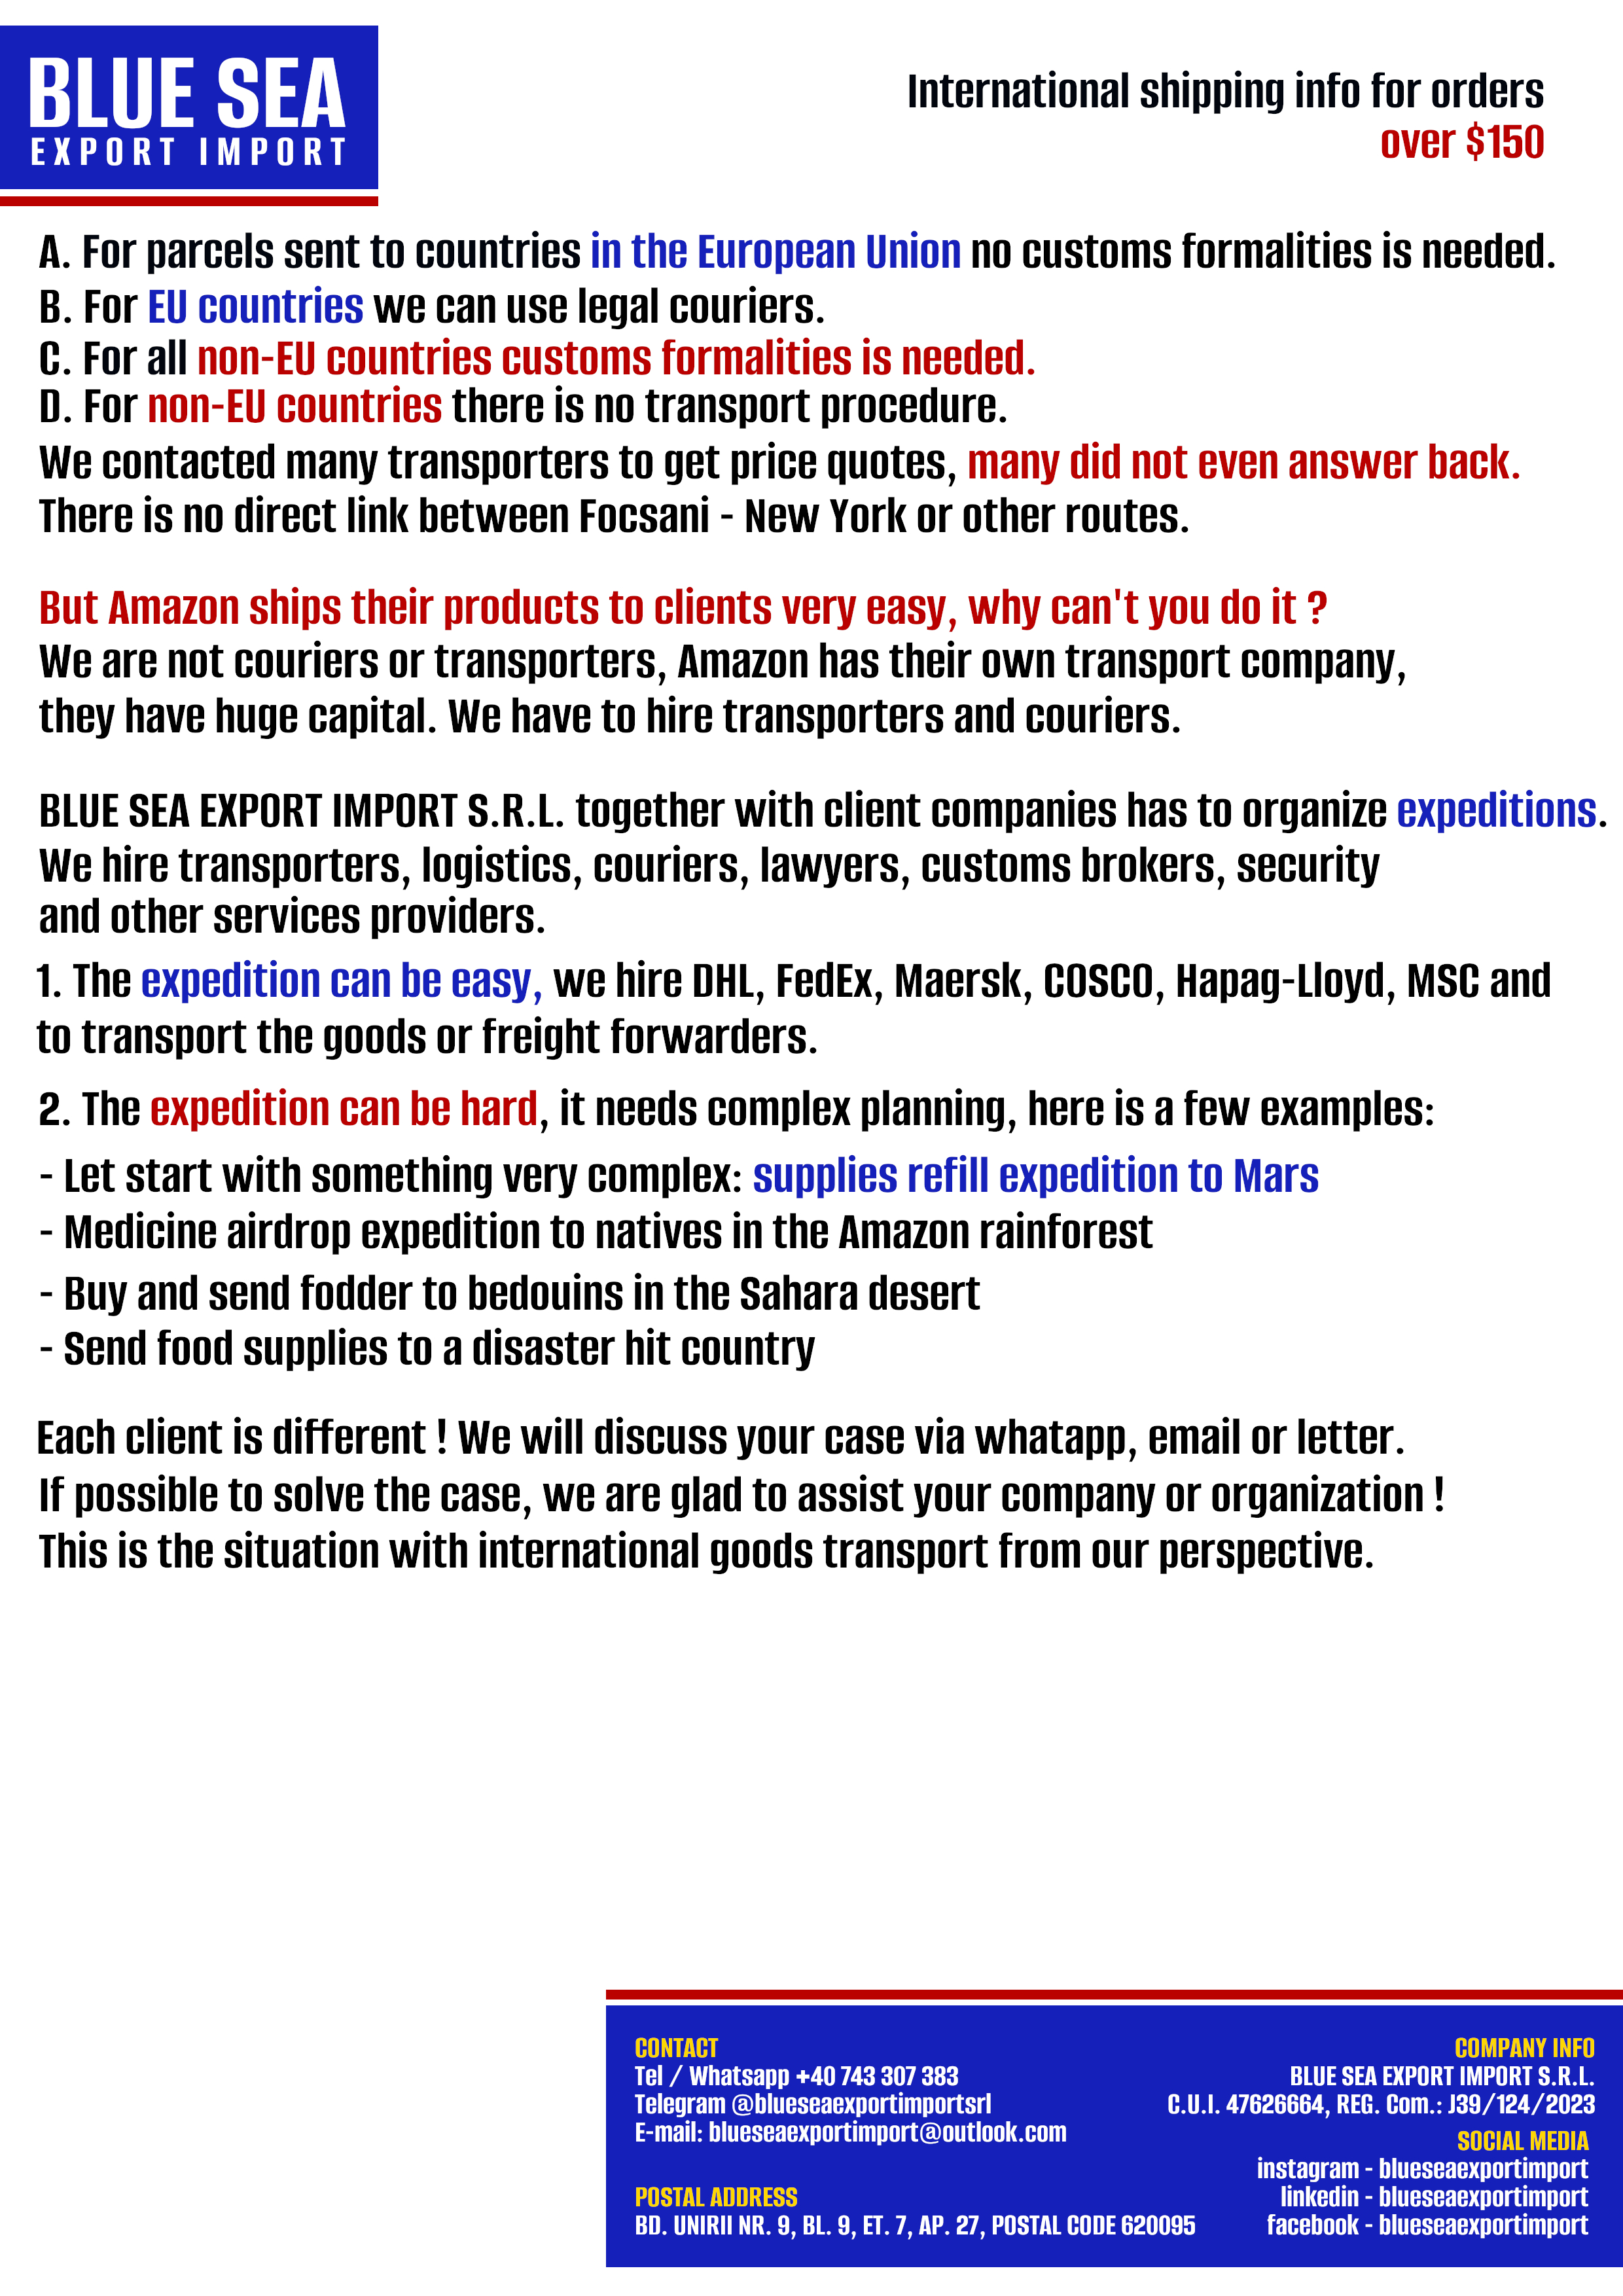 BLUE SEA
EXPORT IMPORT
International shipping info for orders
over $150
A. For parcels sent to countries in the European Union no customs formalities is needed.
B. For EU countries we can use legal couriers.
C. For all non-EU countries customs formalities is needed.
D. For non-EU countries there is no transport procedure.
We contacted many transporters to get price quotes, many did not even answer back.
There is no direct link between Focsani - New York or other routes.
But Amazon ships their products to clients very easy, why can't you do it ?
We are not couriers or transporters, Amazon has their own transport company,
they have huge capital. We have to hire transporters and couriers.
BLUE SEA EXPORT IMPORT S.R.L. together with client companies has to organize expeditions.
We hire transporters, logistics, couriers, lawyers, customs brokers, security
and other services providers.
1. The expedition can be easy, we hire DHL, FedEx, Maersk, COSCO, Hapag-Lloyd, MSC and
to transport the goods or freight forwarders.
2. The expedition can be hard, it needs complex planning, here is a few examples:
- Let start with something very complex: supplies refill expedition to Mars
- Medicine airdrop expedition to natives in the Amazon rainforest
- Buy and send fodder to bedouins in the Sahara desert
- Send food supplies to a disaster hit country
Each client is different ! We will discuss your case via whatapp, email or letter.
If possible to solve the case, we are glad to assist your company or organization !
This is the situation with international goods transport from our perspective.
CONTACT
Tel / Whatsapp +40 743 307 383
Telegram @blueseaexportimportsrl
E-mail: blueseaexportimport@outlook.com
POSTAL ADDRESS
BD. UNIRII NR. 9, BL. 9, ET. 7, AP. 27, POSTAL CODE 620095
COMPANY INFO
BLUE SEA EXPORT IMPORT S.R.L.
C.U.I. 47626664, REG. Com.: J39/124/2023
SOCIAL MEDIA
instagram - blueseaexportimport
linkedin - blueseaexportimport
facebook - blueseaexportimport